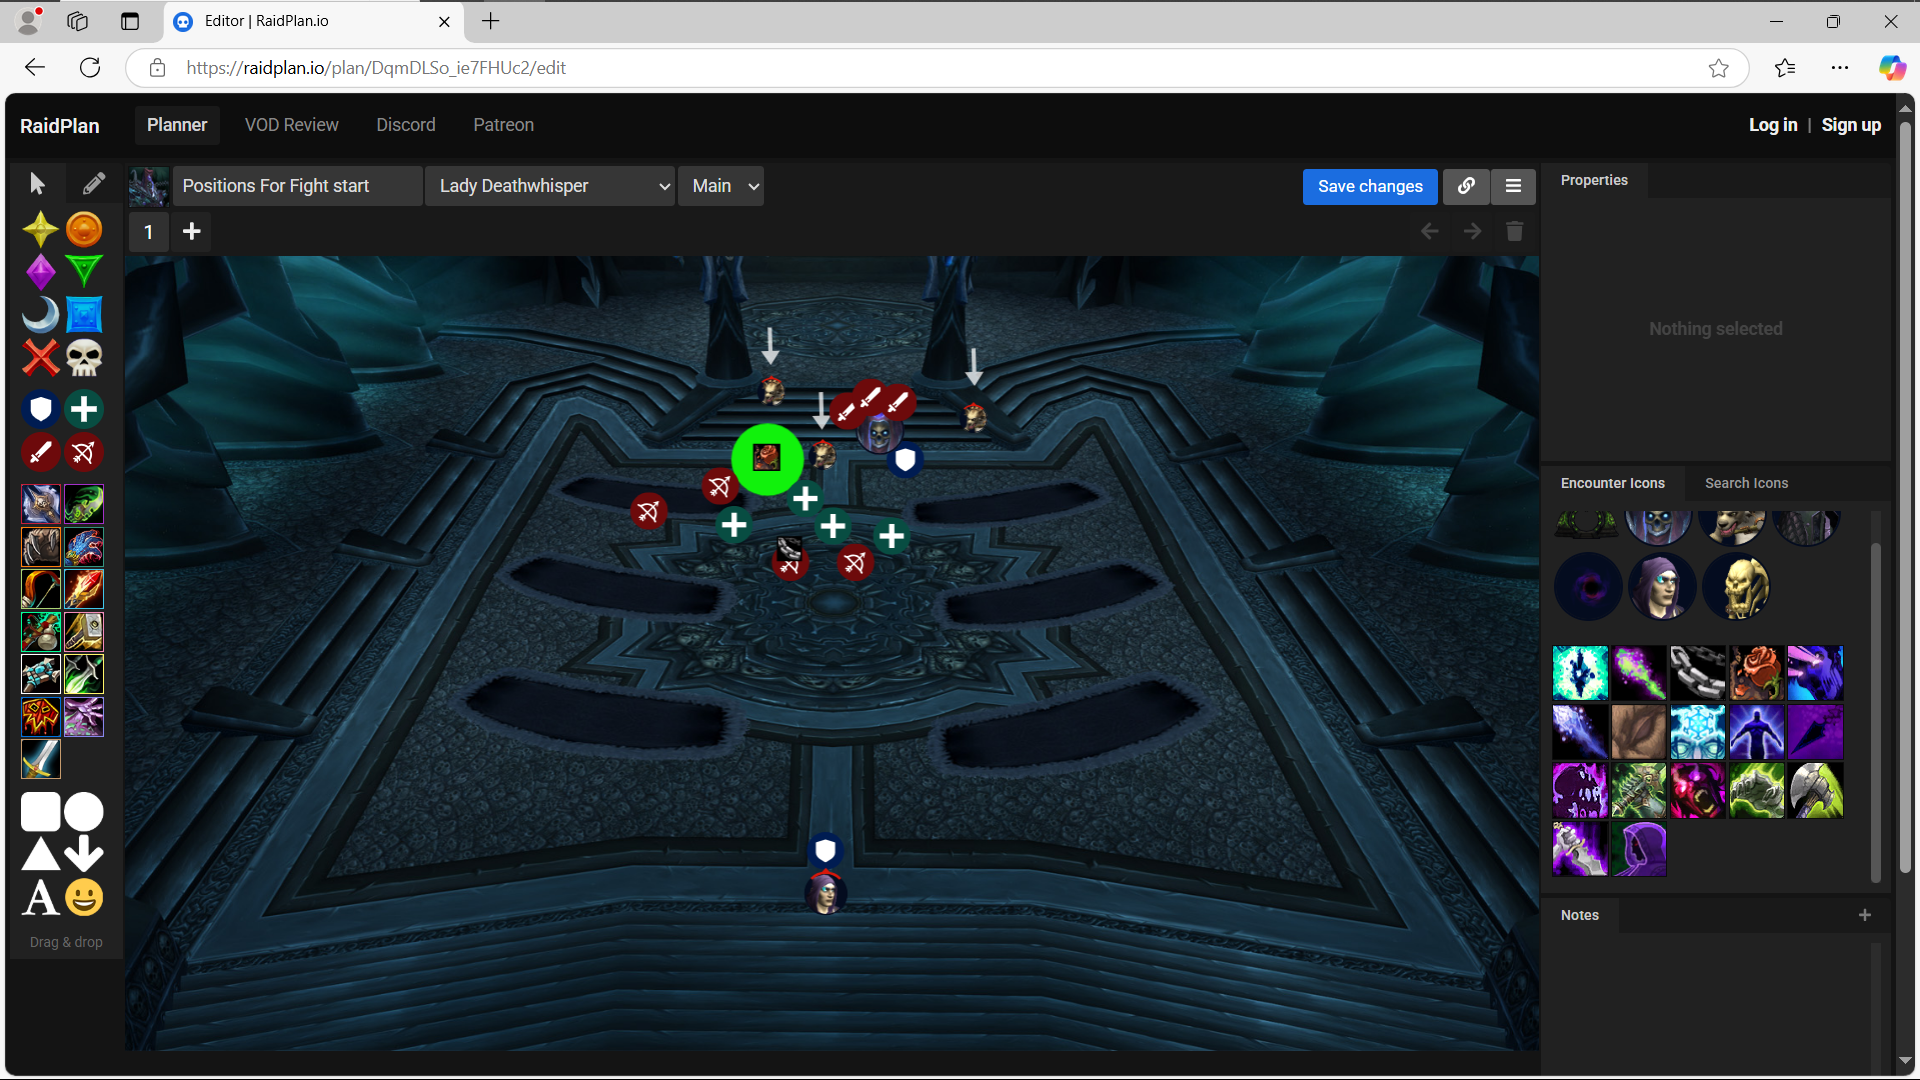 Editor | RaidPlan.io
https://raidplan.io/plan/DqmDLSo_ie7FHUc2/edit
RaidPlan
Planner
VOD Review
Discord
Patreon
Log in | Sign up
Positions For Fight start
Lady Deathwhisper
Main
Save changes
Properties
1
Nothing selected
Encounter Icons
Search Icons
A
Notes
Drag & drop